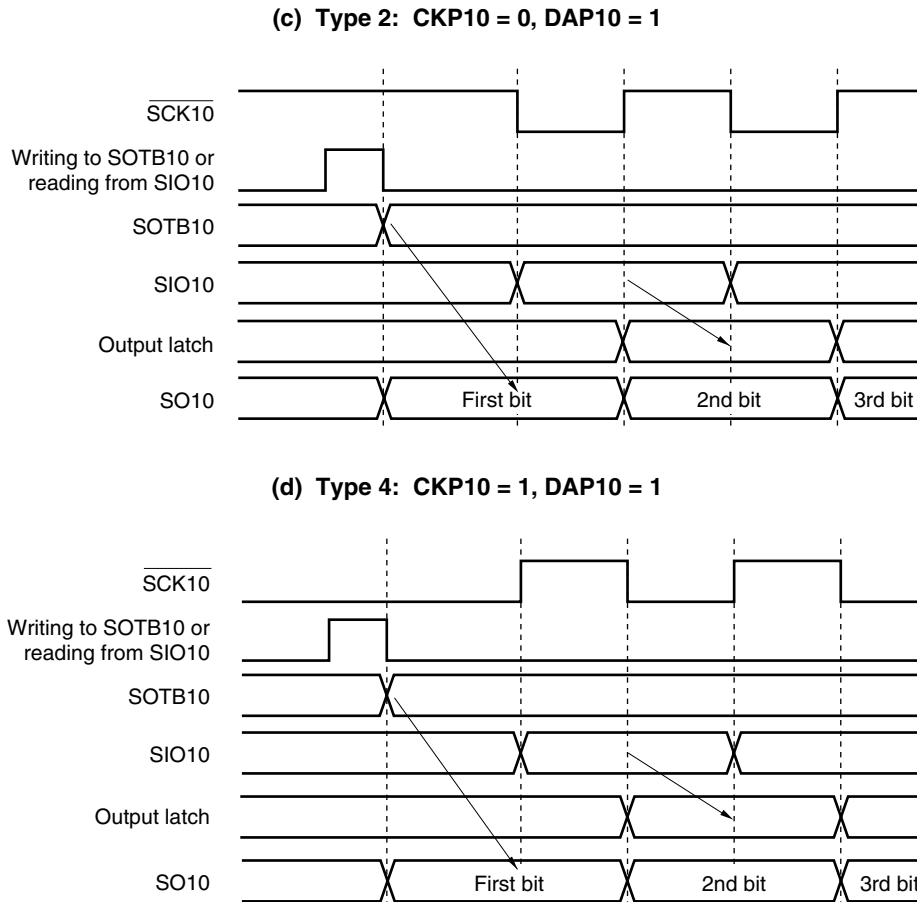 (c) Type 2: CKP10 = 0, DAP10 = 1
SCK10
Writing to SOTB10 or
reading from SIO10
SOTB10
SIO10
Output latch
SO10
First bit
2nd bit
3rd bit
(d) Type 4: CKP10 = 1, DAP10 = 1
SCK10
Writing to SOTB10 or
reading from SIO10
SOTB10
SIO10
Output latch
SO10
First bit
2nd bit
3rd bit